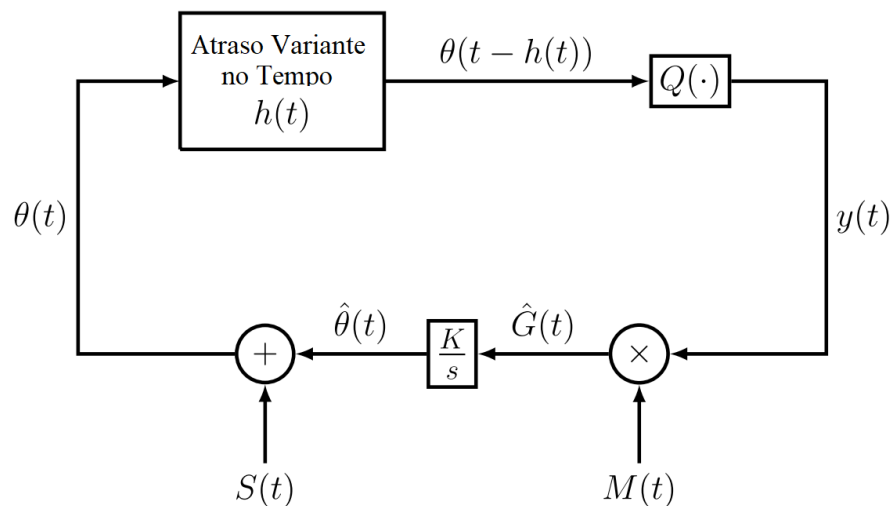 Atraso Variante
no Tempo
h(t)
θ(t − h(t))
Q(·)
θ(t)
y(t)
θ̂(t)
Ĝ(t)
+
K
s
×
S(t)
M(t)